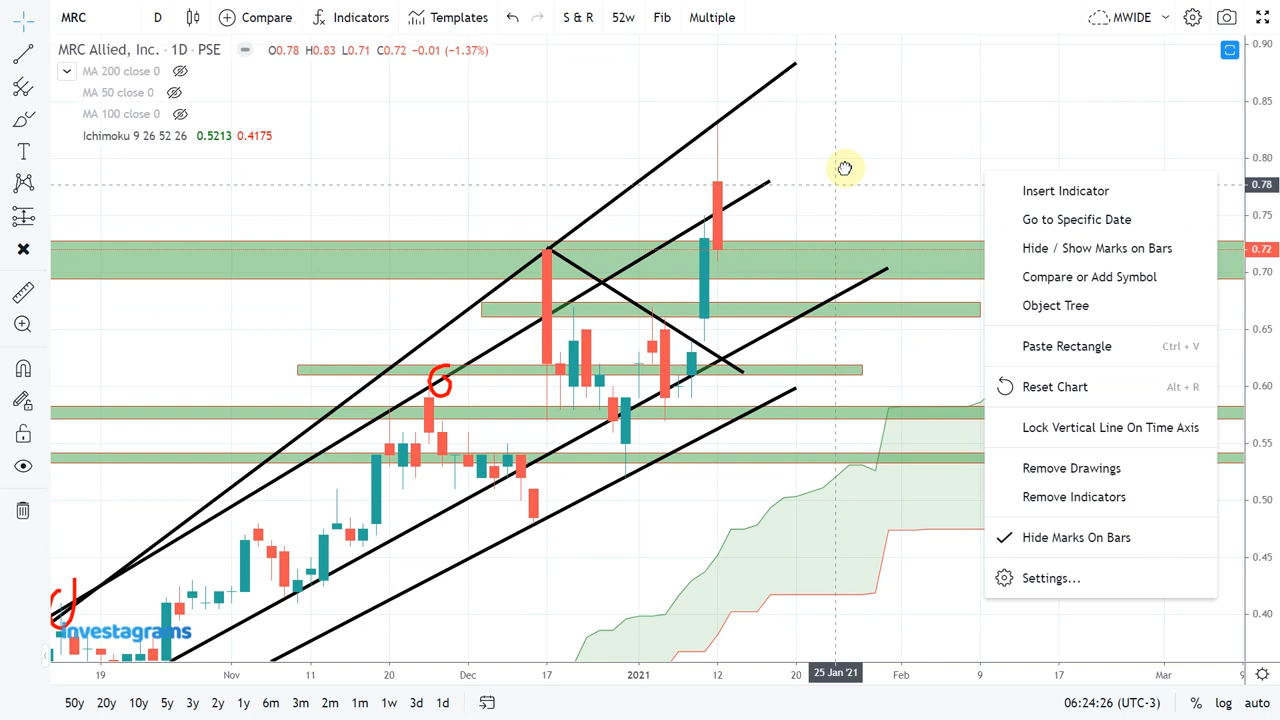 MRC D Compare Indicators Templates S & R 52w Fib Multiple MWIDE
MRC Allied, Inc. · 1D · PSE O0.78 H0.83 L0.71 C0.72 −0.01 (−1.37%)
MA 200 close 0
MA 50 close 0
MA 100 close 0
Ichimoku 9 26 52 26 0.5213 0.4175
0.90
0.85
0.80
0.78
0.75
0.72
0.70
0.65
0.60
0.55
0.50
0.45
0.40
Insert Indicator
Go to Specific Date
Hide / Show Marks on Bars
Compare or Add Symbol
Object Tree
Paste Rectangle Ctrl + V
Reset Chart Alt + R
Lock Vertical Line On Time Axis
Remove Drawings
Remove Indicators
Hide Marks On Bars
Settings...
Investagrams
19 Nov 11 20 Dec 17 2021 12 20 25 Jan '21 Feb 9 17 Mar 9
50y 20y 10y 5y 3y 2y 1y 6m 3m 2m 1m 1w 3d 1d 06:24:26 (UTC-3) % log auto